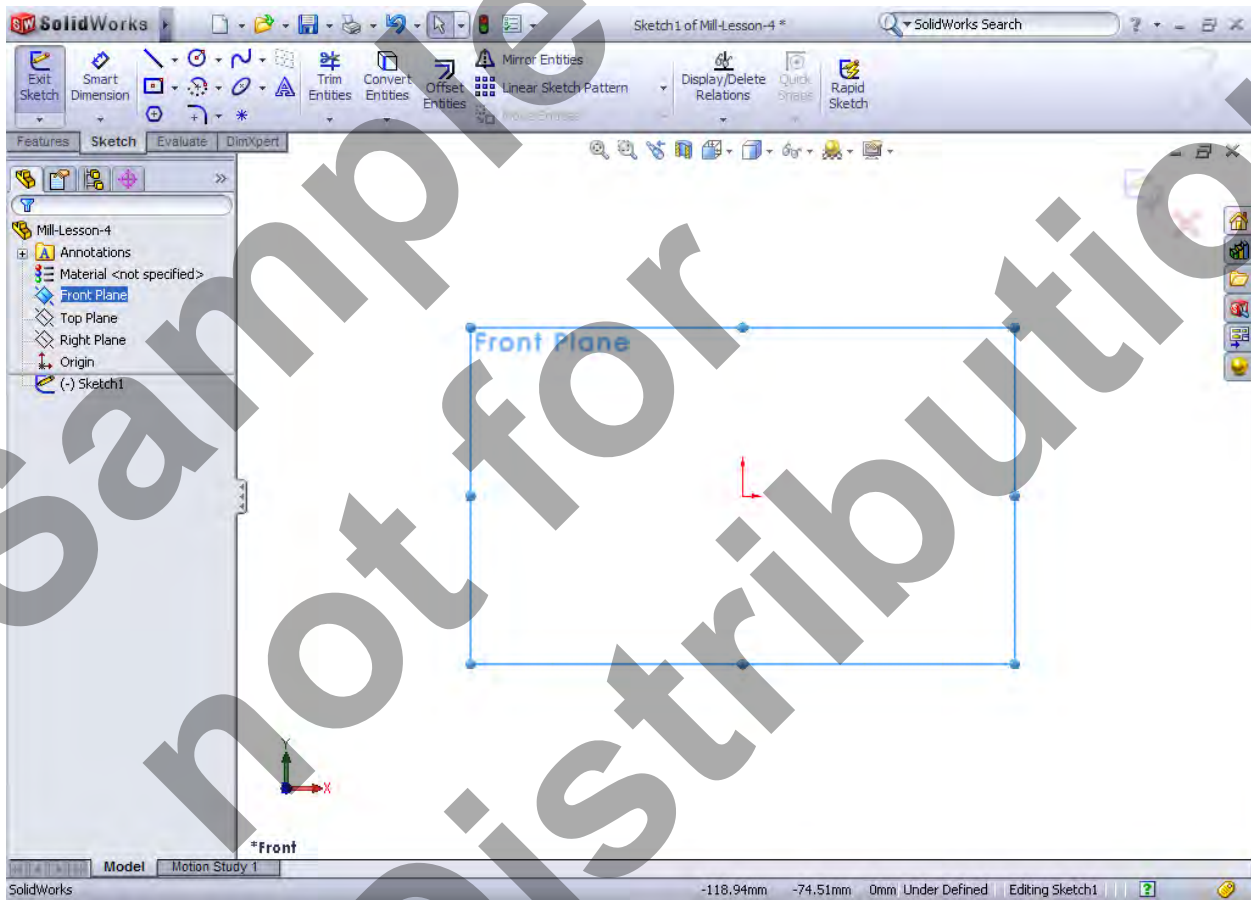 SolidWorks
Sketch1 of Mill-Lesson-4 *
SolidWorks Search
?
Exit Sketch
Smart Dimension
Trim Entities
Convert Entities
Offset Entities
Mirror Entities
Linear Sketch Pattern
Move Entities
Display/Delete Relations
Quick Snaps
Rapid Sketch
Features Sketch Evaluate DimXpert
Mill-Lesson-4
Annotations
Material <not specified>
Front Plane
Top Plane
Right Plane
Origin
(-) Sketch1
Front Plane
Y
X
*Front
Model Motion Study 1
SolidWorks -118.94mm -74.51mm 0mm Under Defined Editing Sketch1 ?
Sample
not for
distribution